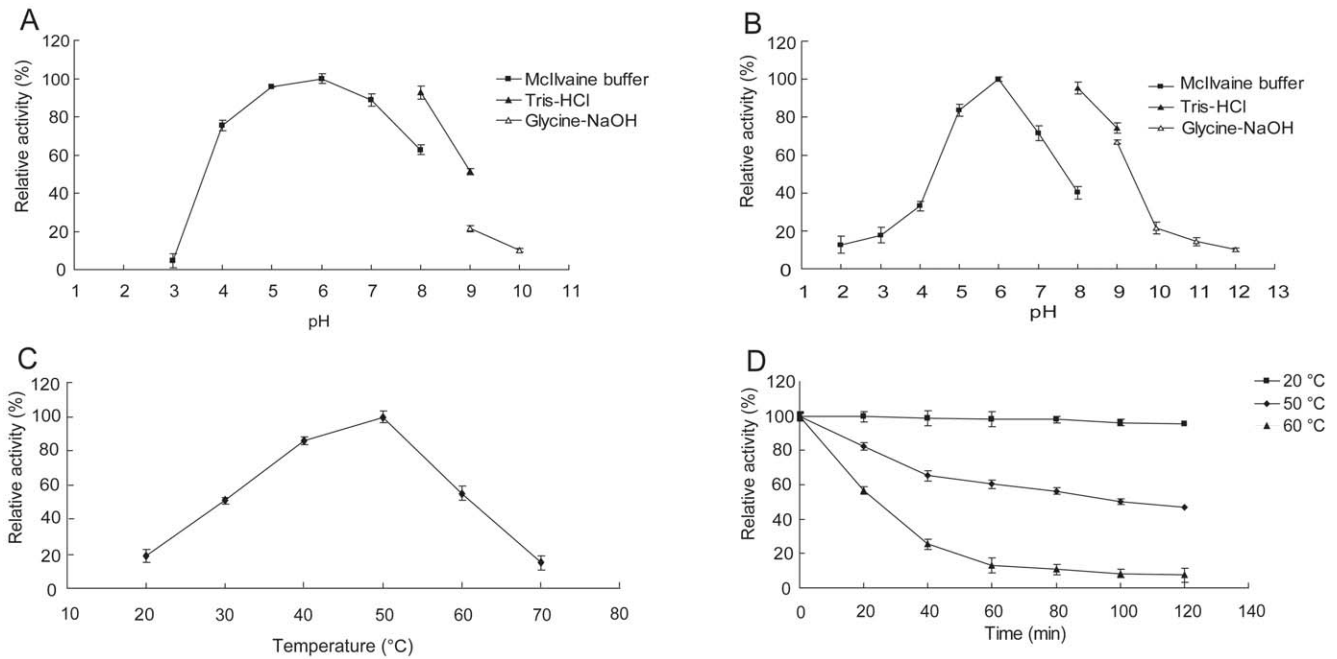 A
Relative activity (%)
120
100
80
60
40
20
0
1 2 3 4 5 6 7 8 9 10 11
pH
McIlvaine buffer
Tris-HCl
Glycine-NaOH
B
Relative activity (%)
120
100
80
60
40
20
0
1 2 3 4 5 6 7 8 9 10 11 12 13
pH
McIlvaine buffer
Tris-HCl
Glycine-NaOH
C
Relative activity (%)
120
100
80
60
40
20
0
10 20 30 40 50 60 70 80
Temperature (°C)
D
Relative activity (%)
120
100
80
60
40
20
0
0 20 40 60 80 100 120 140
Time (min)
20 °C
50 °C
60 °C